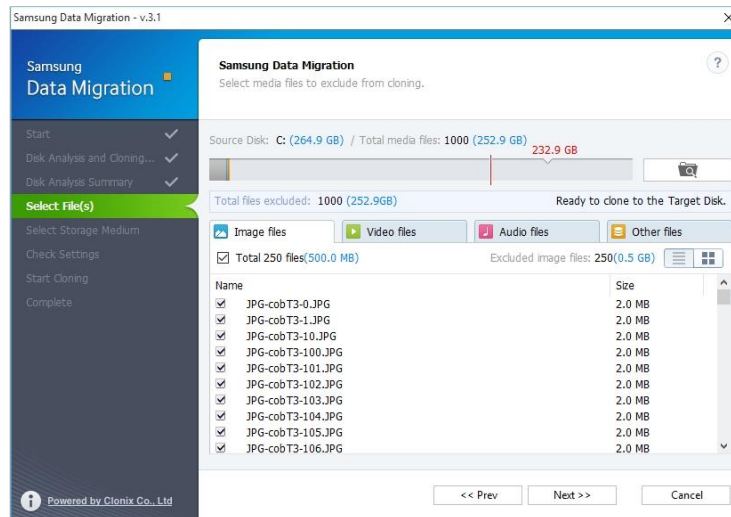 Samsung Data Migration - v.3.1
Samsung
Data Migration
Start
Disk Analysis and Cloning...
Disk Analysis Summary
Select File(s)
Select Storage Medium
Check Settings
Start Cloning
Complete
Powered by Clonix Co., Ltd
Samsung Data Migration
Select media files to exclude from cloning.
?
Source Disk: C: (264.9 GB) / Total media files: 1000 (252.9 GB)
232.9 GB
Total files excluded: 1000 (252.9GB) Ready to clone to the Target Disk.
Image files Video files Audio files Other files
Total 250 files(500.0 MB) Excluded image files: 250(0.5 GB)
Name Size
JPG-cobT3-0.JPG 2.0 MB
JPG-cobT3-1.JPG 2.0 MB
JPG-cobT3-10.JPG 2.0 MB
JPG-cobT3-100.JPG 2.0 MB
JPG-cobT3-101.JPG 2.0 MB
JPG-cobT3-102.JPG 2.0 MB
JPG-cobT3-103.JPG 2.0 MB
JPG-cobT3-104.JPG 2.0 MB
JPG-cobT3-105.JPG 2.0 MB
JPG-cobT3-106.JPG 2.0 MB
<< Prev Next >> Cancel